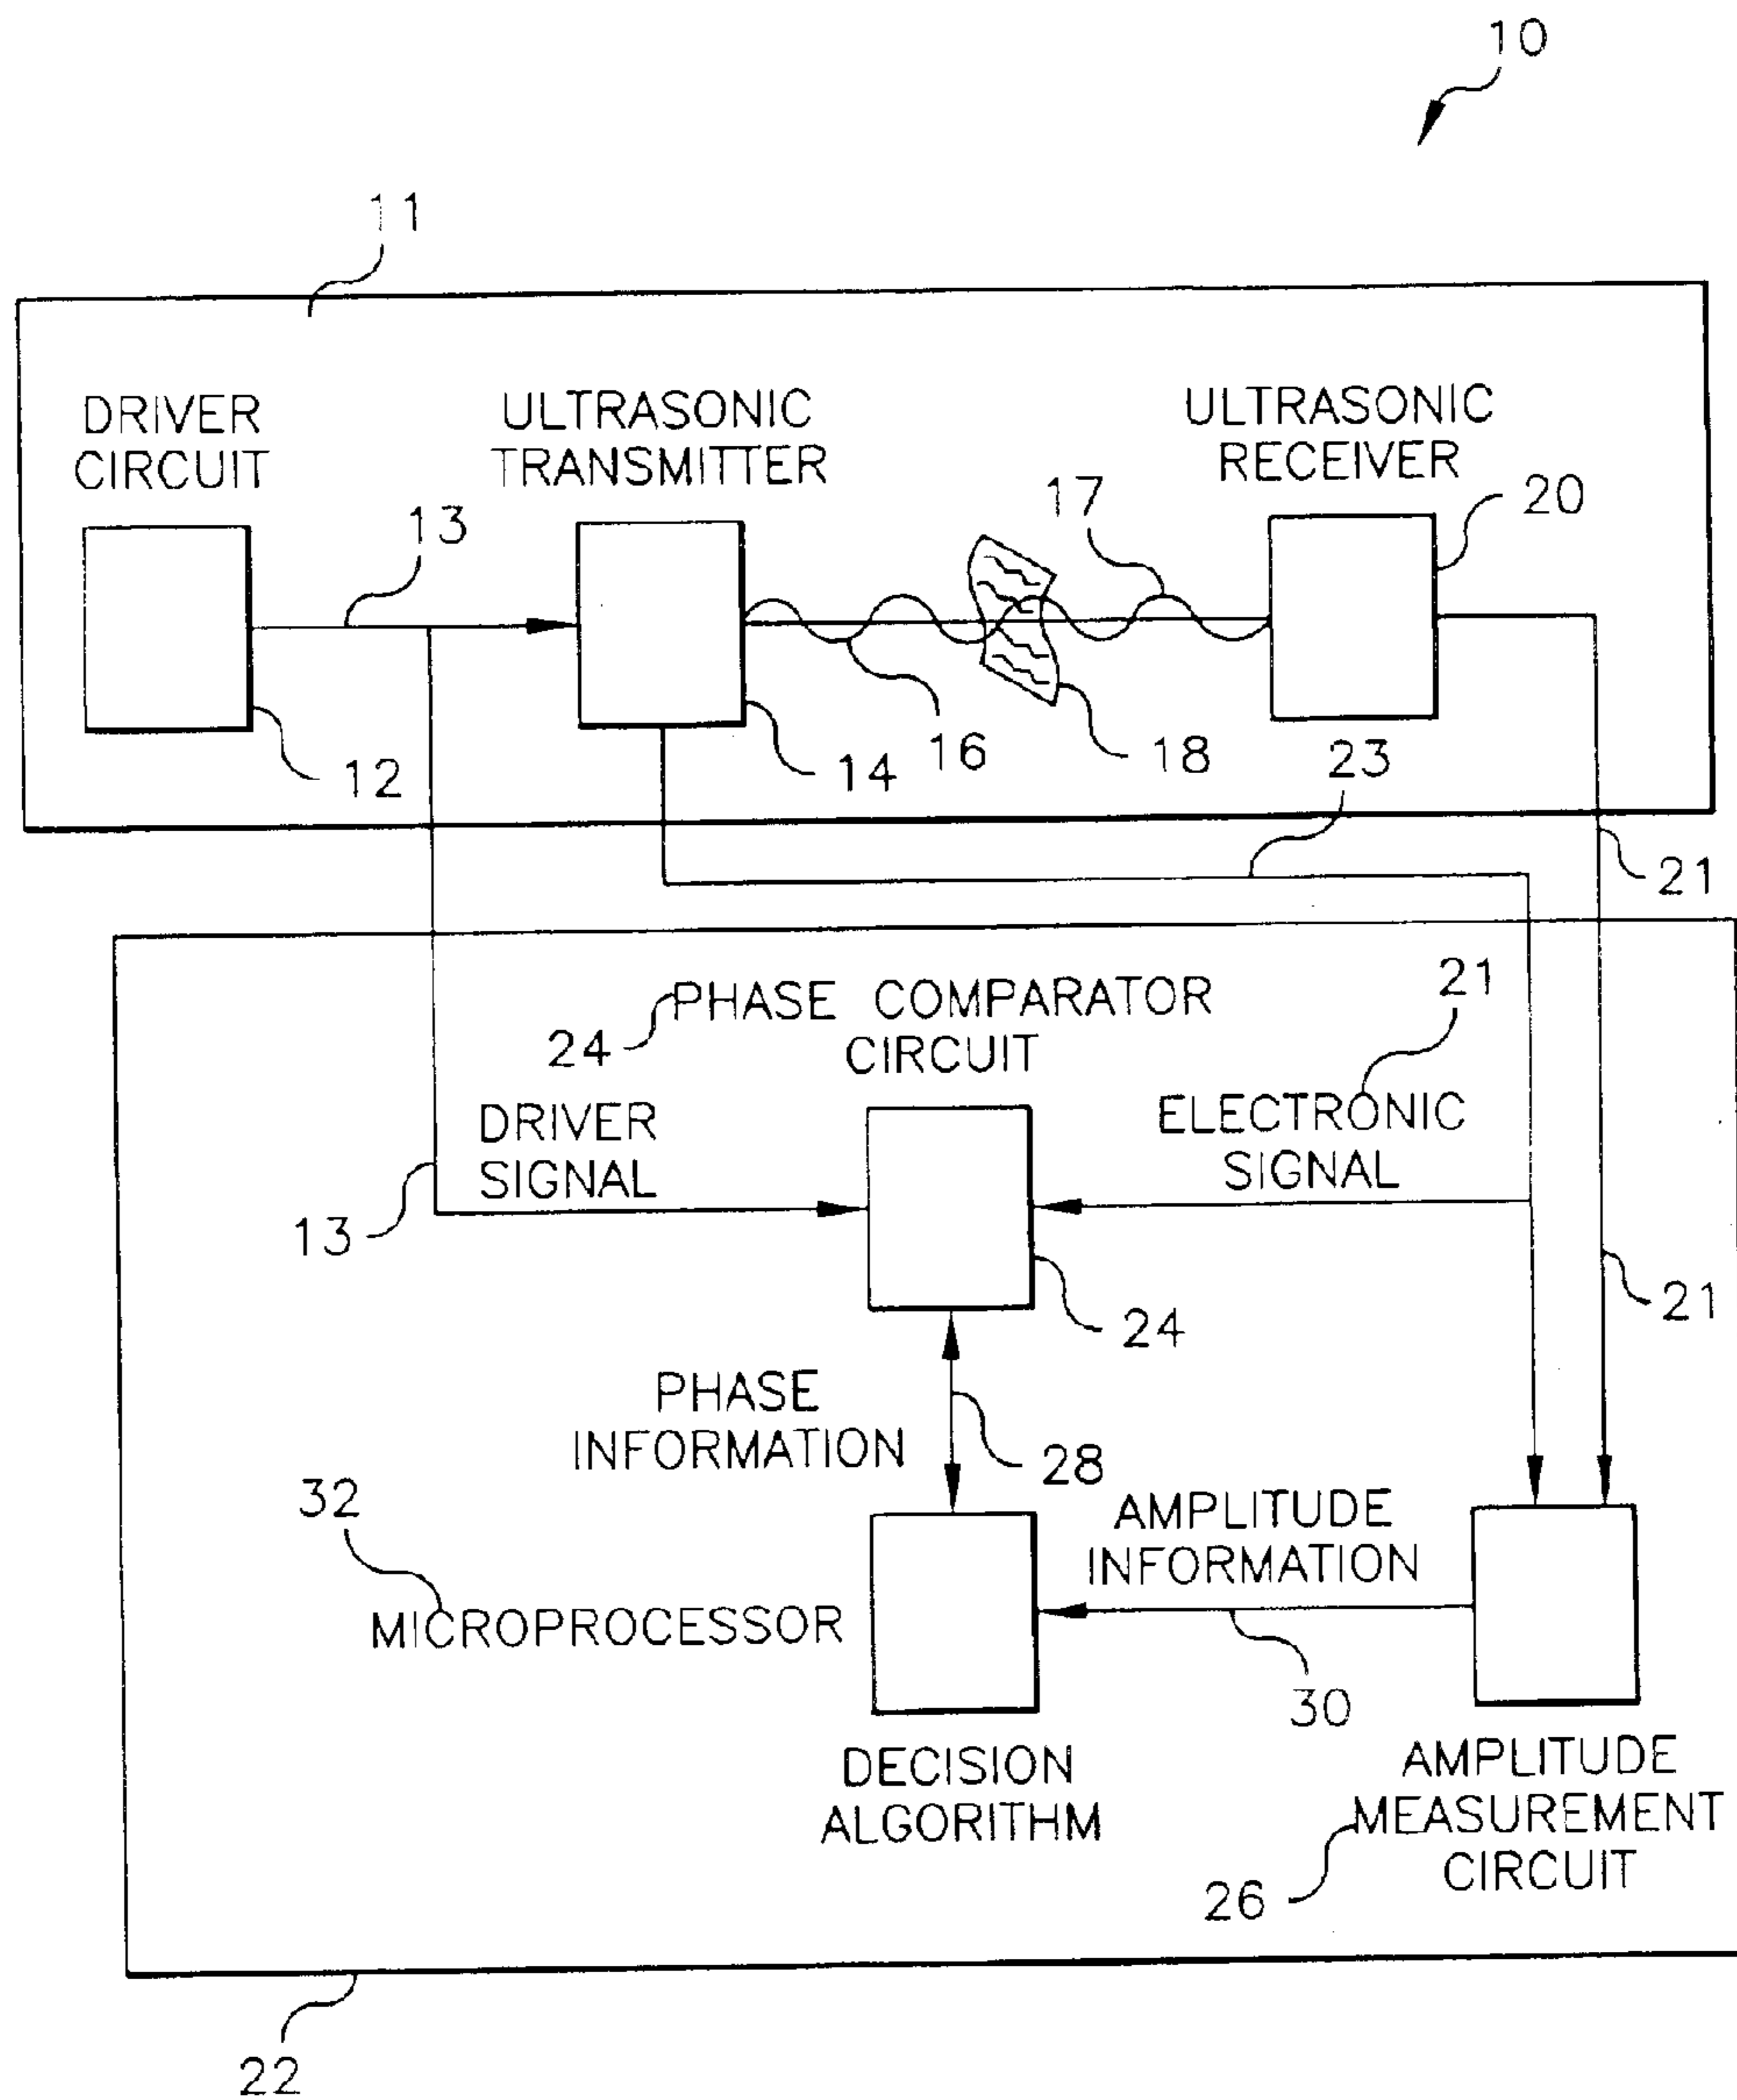 10
11
DRIVER
CIRCUIT
ULTRASONIC
TRANSMITTER
ULTRASONIC
RECEIVER
13
17
20
12
14
16
18
23
21
24
PHASE COMPARATOR
CIRCUIT
21
DRIVER
SIGNAL
ELECTRONIC
SIGNAL
13
24
21
PHASE
INFORMATION
28
32
MICROPROCESSOR
AMPLITUDE
INFORMATION
30
DECISION
ALGORITHM
AMPLITUDE
MEASUREMENT
CIRCUIT
26
22